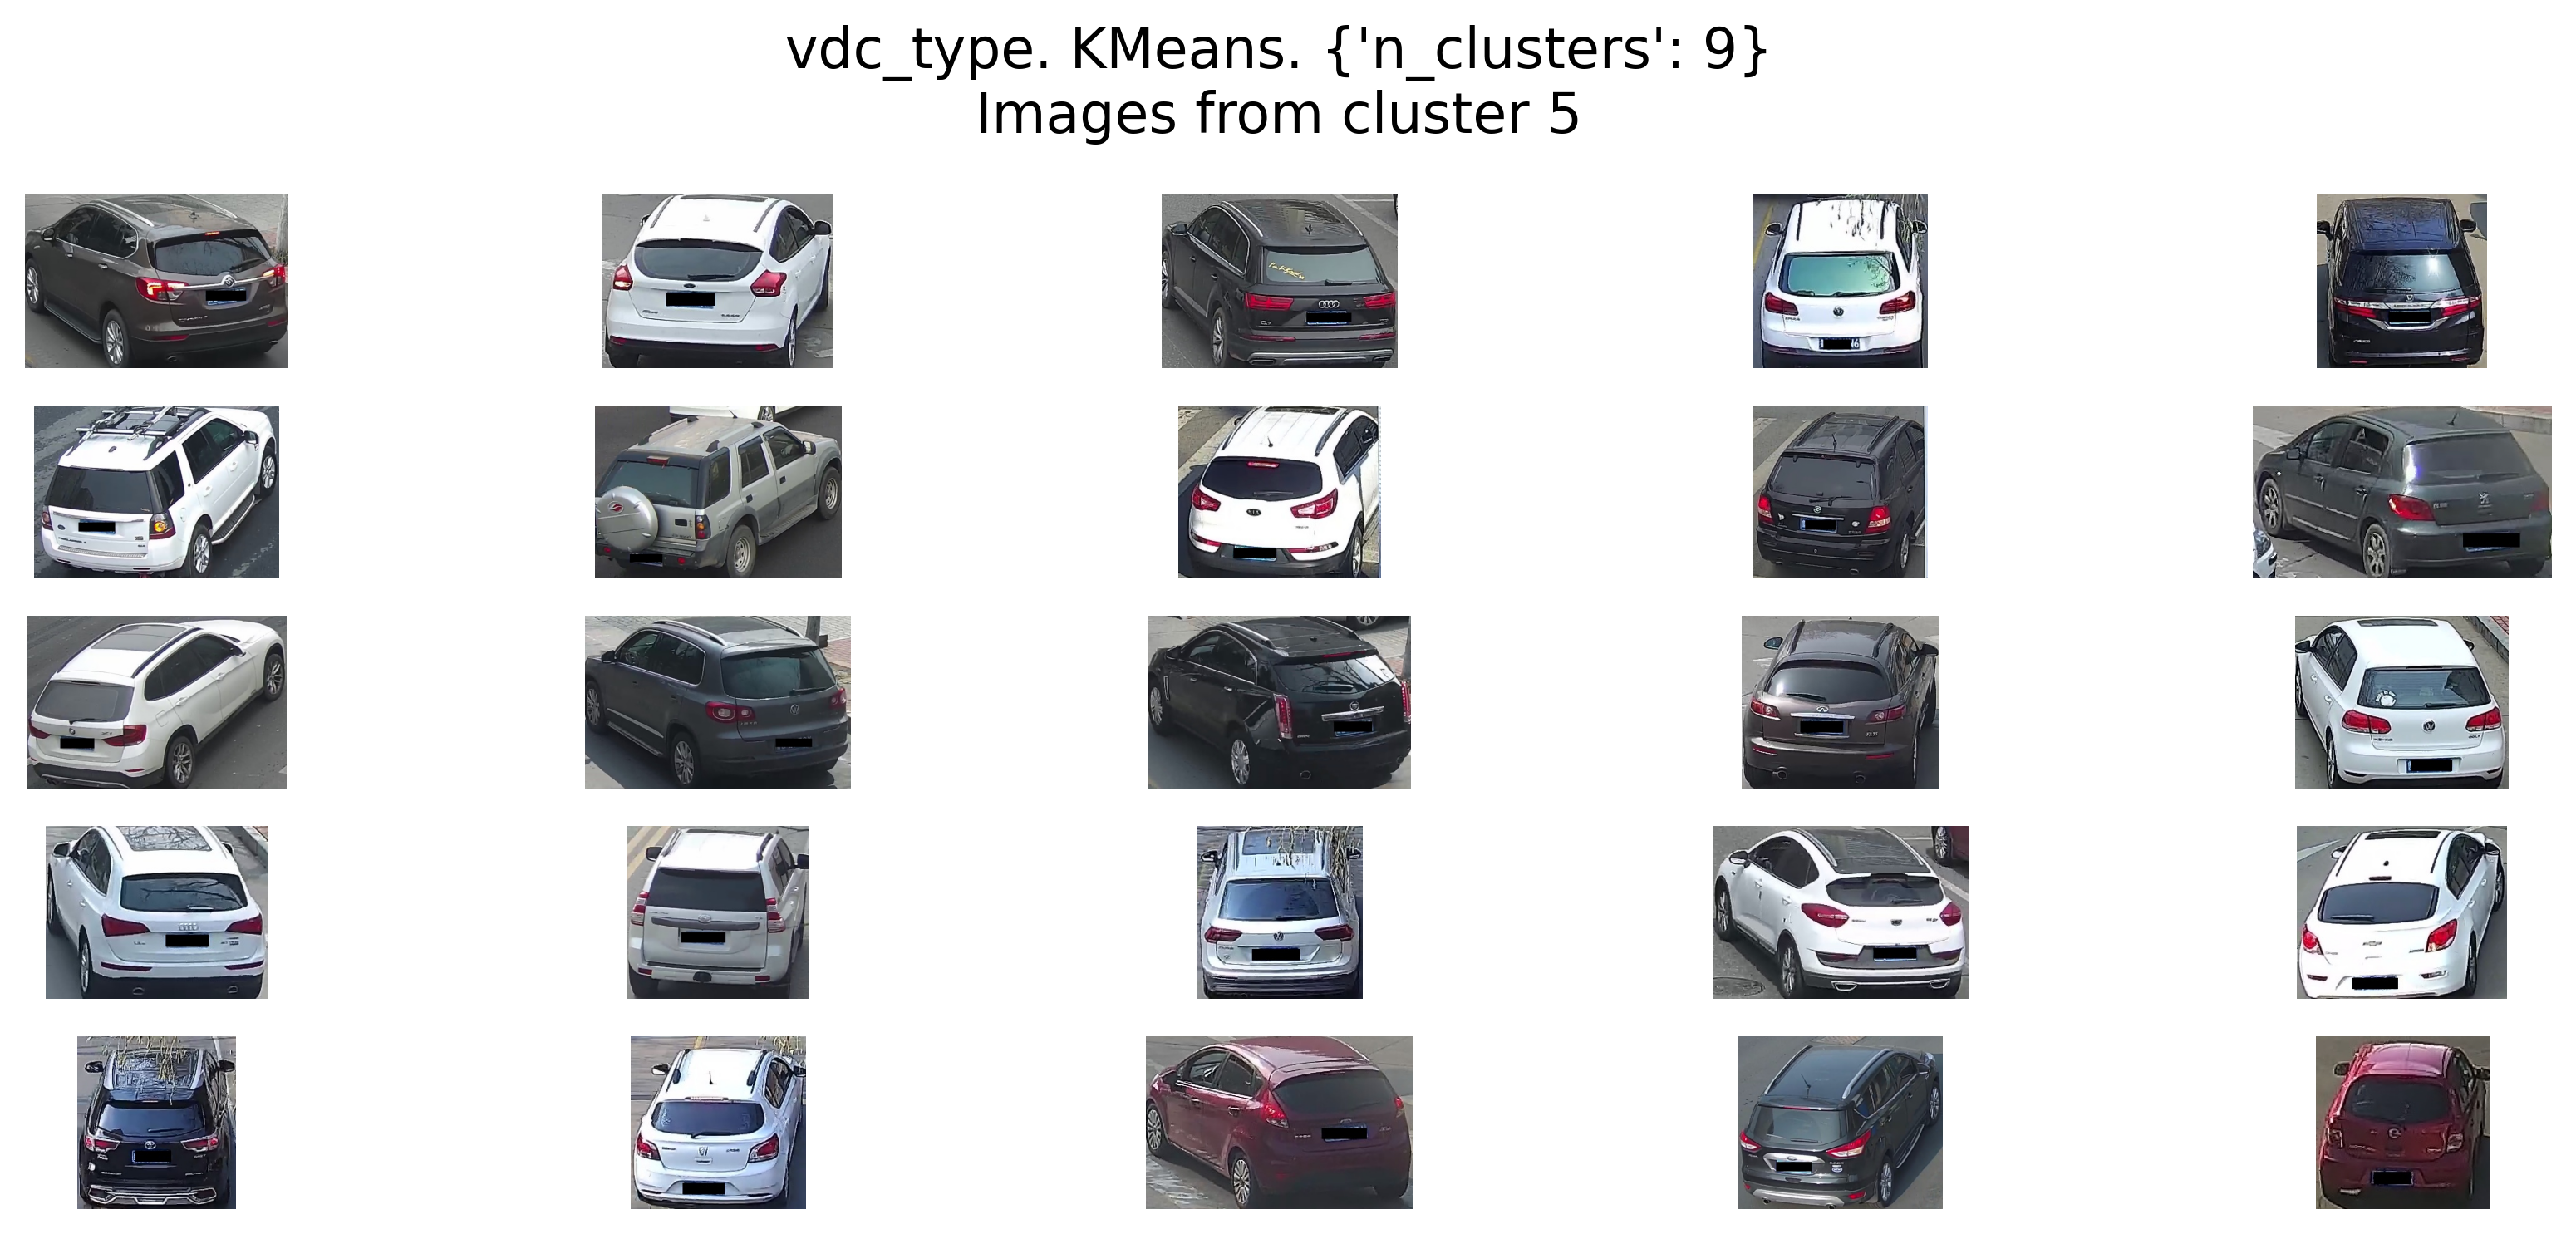 vdc_type. KMeans. {'n_clusters': 9}
Images from cluster 5